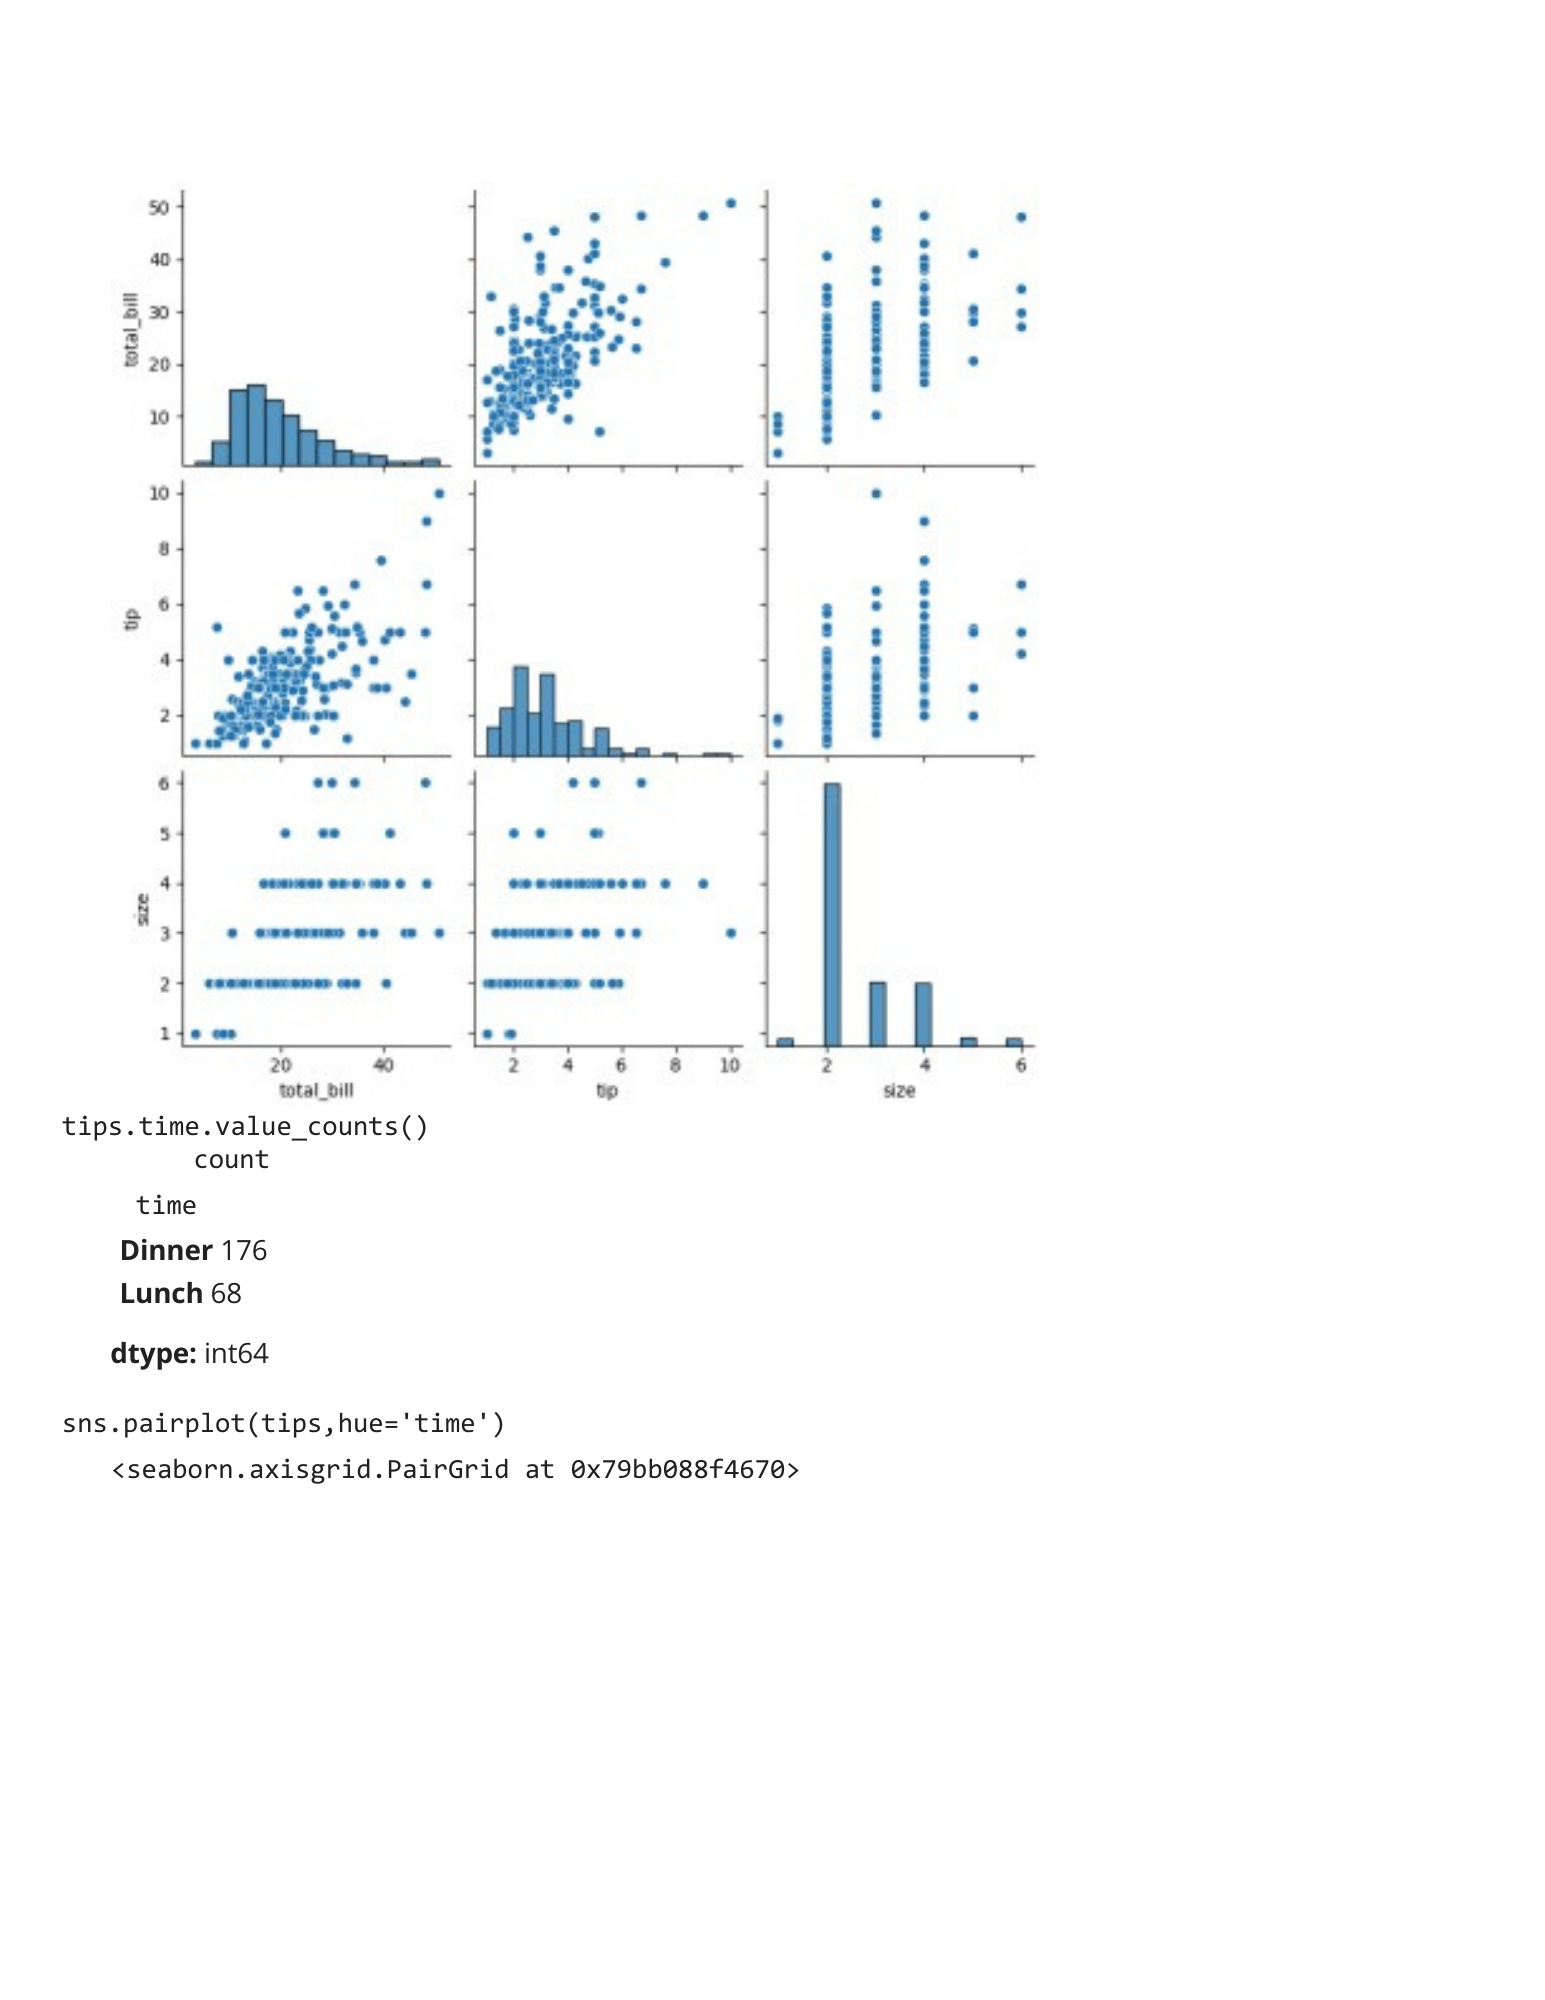 50
40
30
20
10
total_bill
10
8
6
4
2
tip
6
5
4
3
2
1
size
20 40
2 4 6 8 10
2 4 6
total_bill
tip
size
tips.time.value_counts()
count
time
Dinner 176
Lunch 68
dtype: int64
sns.pairplot(tips,hue='time')
<seaborn.axisgrid.PairGrid at 0x79bb088f4670>